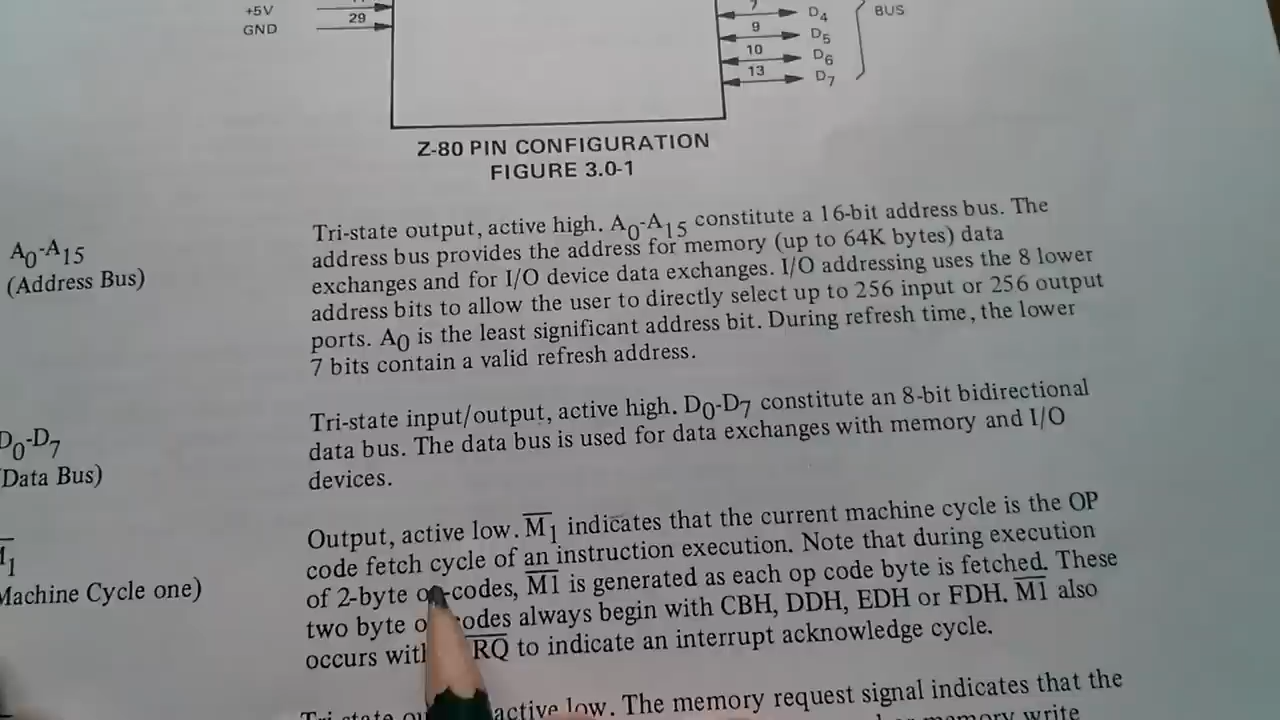 +5V
GND
29
7
9
10
13
D4
D5
D6
D7
BUS
Z-80 PIN CONFIGURATION
FIGURE 3.0-1
A0-A15
(Address Bus)
Tri-state output, active high. A0-A15 constitute a 16-bit address bus. The
address bus provides the address for memory (up to 64K bytes) data
exchanges and for I/O device data exchanges. I/O addressing uses the 8 lower
address bits to allow the user to directly select up to 256 input or 256 output
ports. A0 is the least significant address bit. During refresh time, the lower
7 bits contain a valid refresh address.
D0-D7
Data Bus)
Tri-state input/output, active high. D0-D7 constitute an 8-bit bidirectional
data bus. The data bus is used for data exchanges with memory and I/O
devices.
Machine Cycle one)
Output, active low. M̅1̅ indicates that the current machine cycle is the OP
code fetch cycle of an instruction execution. Note that during execution
of 2-byte op-codes, M̅1̅ is generated as each op code byte is fetched. These
two byte codes always begin with CBH, DDH, EDH or FDH. M̅1̅ also
occurs with RQ to indicate an interrupt acknowledge cycle.
active low. The memory request signal indicates that the
memory write